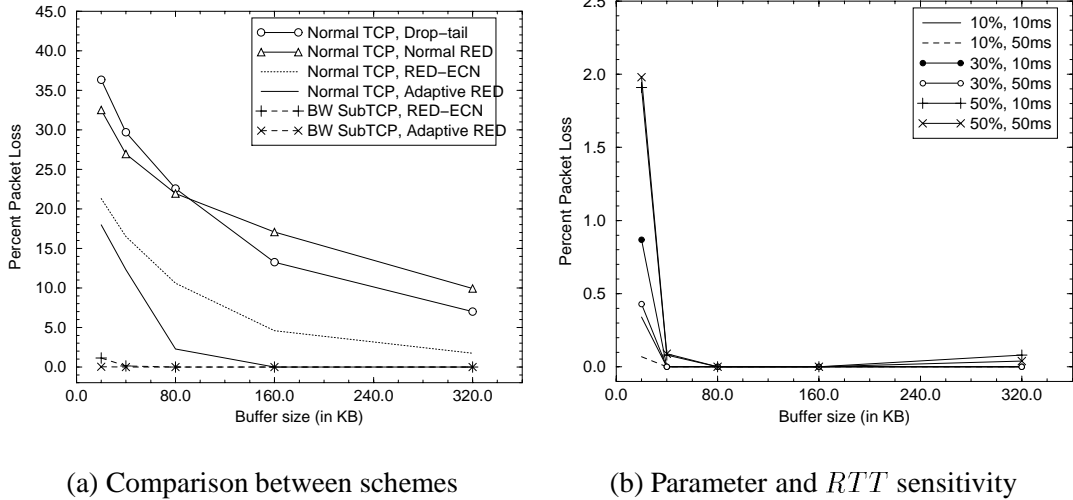 Percent Packet Loss
45.0
40.0
35.0
30.0
25.0
20.0
15.0
10.0
5.0
0.0
0.0 80.0 160.0 240.0 320.0
Buffer size (in KB)
Normal TCP, Drop−tail
Normal TCP, Normal RED
Normal TCP, RED−ECN
Normal TCP, Adaptive RED
BW SubTCP, RED−ECN
BW SubTCP, Adaptive RED
(a) Comparison between schemes
Percent Packet Loss
2.5
2.0
1.5
1.0
0.5
0.0
0.0 80.0 160.0 240.0 320.0
Buffer size (in KB)
10%, 10ms
10%, 50ms
30%, 10ms
30%, 50ms
50%, 10ms
50%, 50ms
(b) Parameter and RTT sensitivity